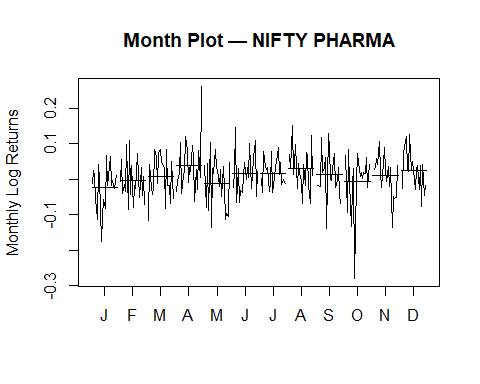 Month Plot — NIFTY PHARMA
Monthly Log Returns
0.2
0.1
-0.1
-0.3
J F M A M J J A S O N D